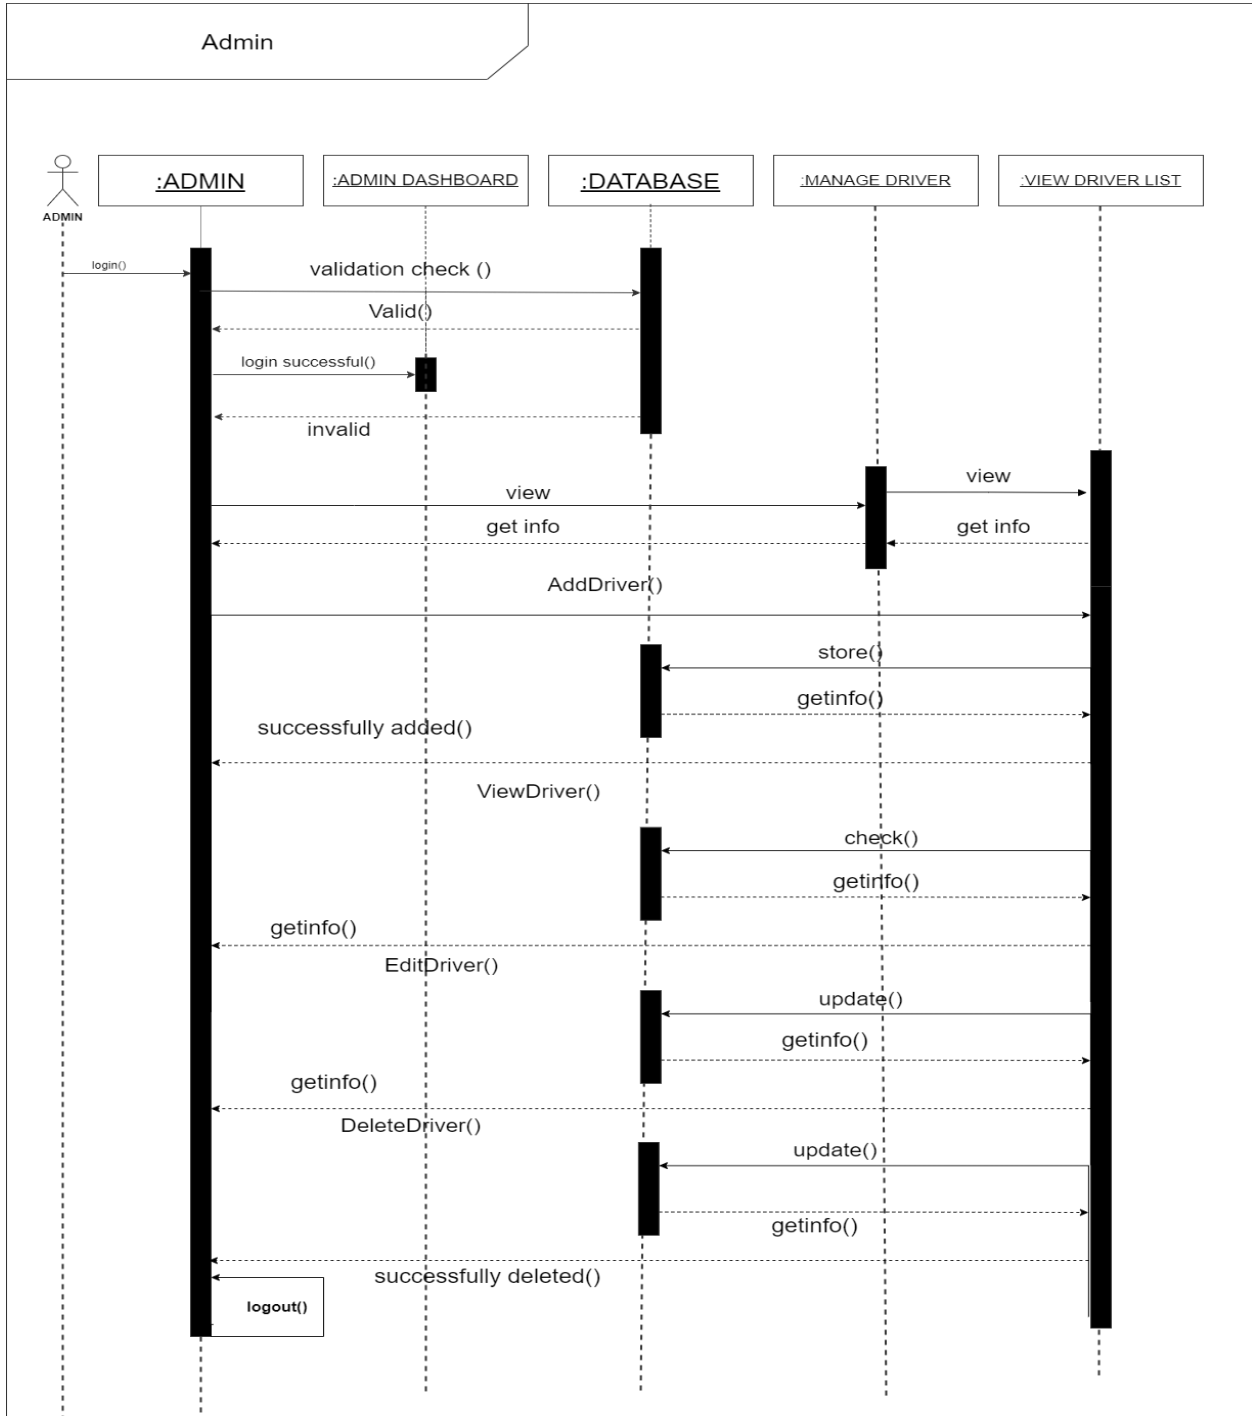 Admin
ADMIN
:ADMIN
:ADMIN DASHBOARD
:DATABASE
:MANAGE DRIVER
:VIEW DRIVER LIST
login()
validation check ()
Valid()
login successful()
invalid
view
view
get info
get info
AddDriver()
store()
getinfo()
successfully added()
ViewDriver()
check()
getinfo()
getinfo()
EditDriver()
update()
getinfo()
getinfo()
DeleteDriver()
update()
getinfo()
successfully deleted()
logout()